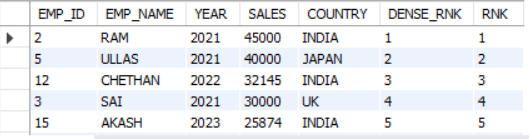 EMP_ID EMP_NAME YEAR SALES COUNTRY DENSE_RNK RNK
2 RAM 2021 45000 INDIA 1 1
5 ULLAS 2021 40000 JAPAN 2 2
12 CHETHAN 2022 32145 INDIA 3 3
3 SAI 2021 30000 UK 4 4
15 AKASH 2023 25874 INDIA 5 5